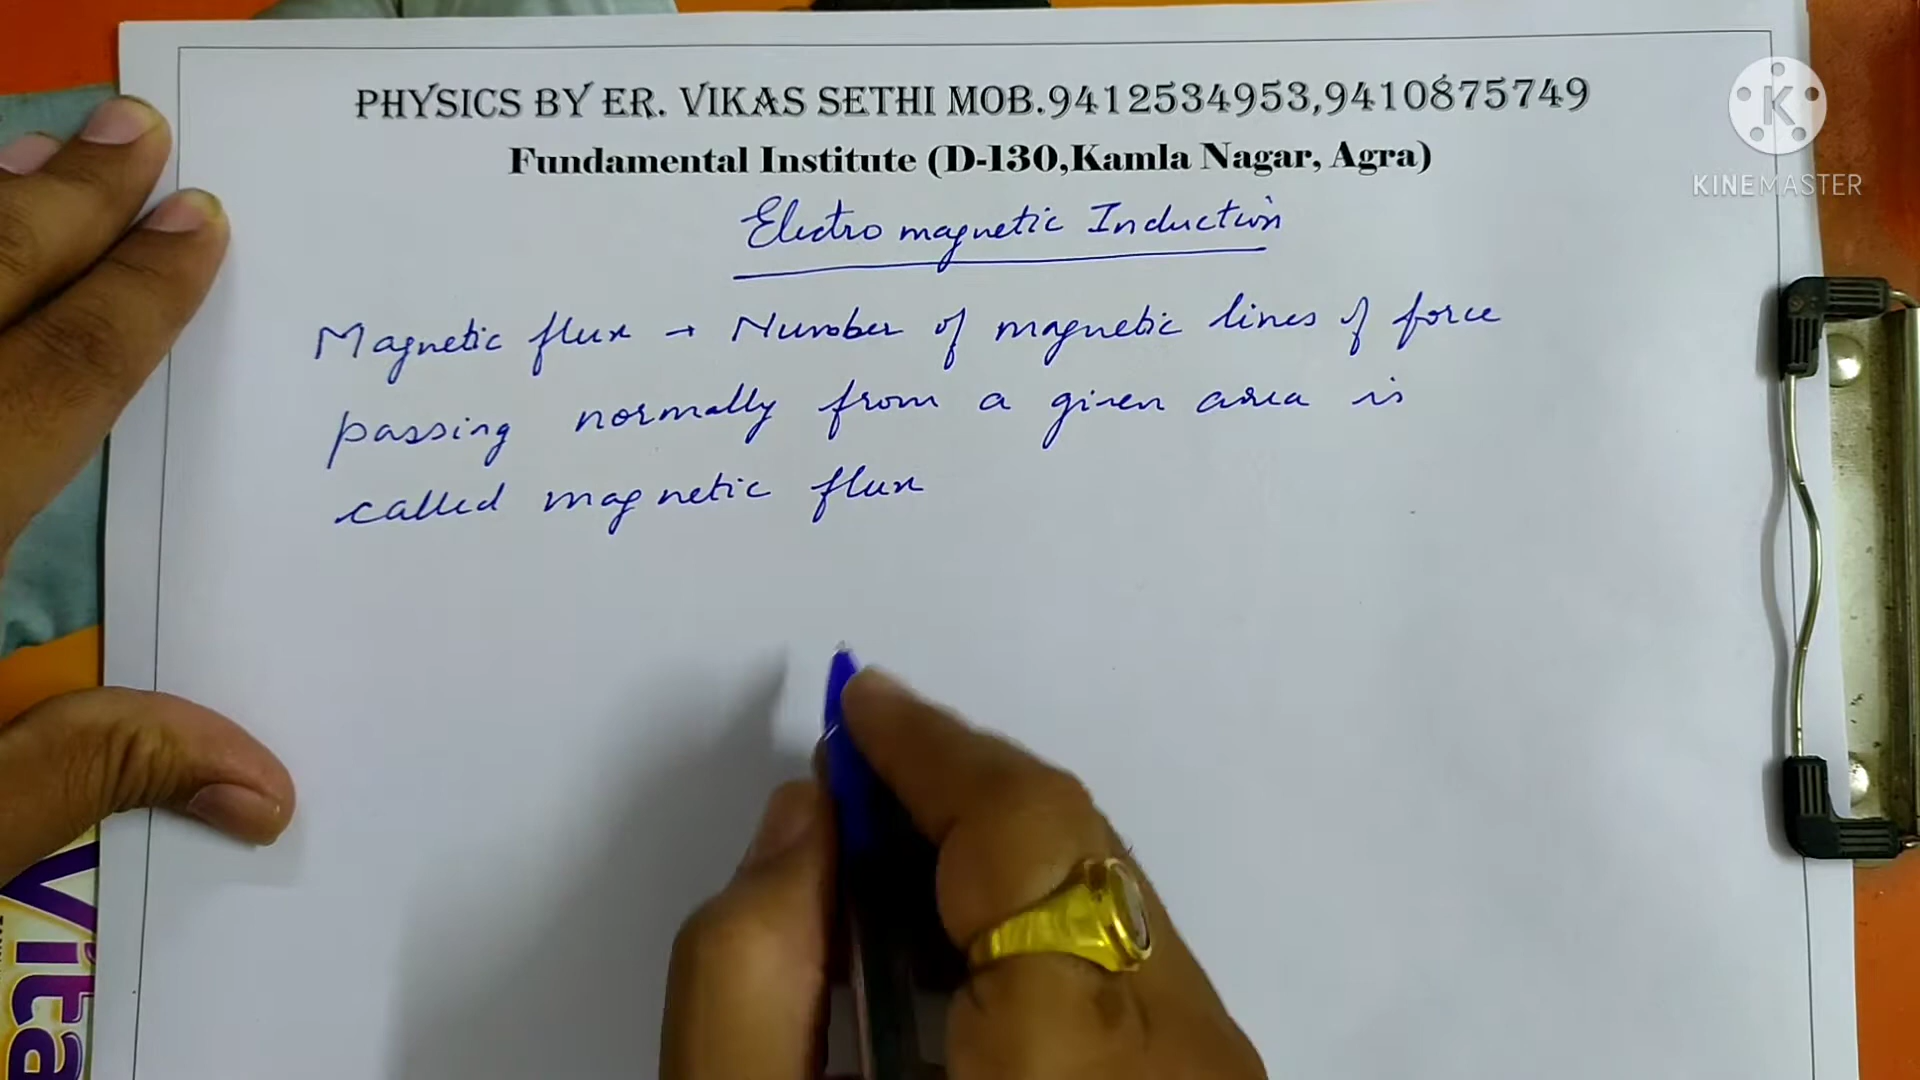 PHYSICS BY ER. VIKAS SETHI MOB.9412534953,9410875749
Fundamental Institute (D-130,Kamla Nagar, Agra)
K
KINEMASTER
Electro magnetic Induction
Magnetic flux → Number of magnetic lines of force
passing normally from a given area is
called magnetic flux
Vita